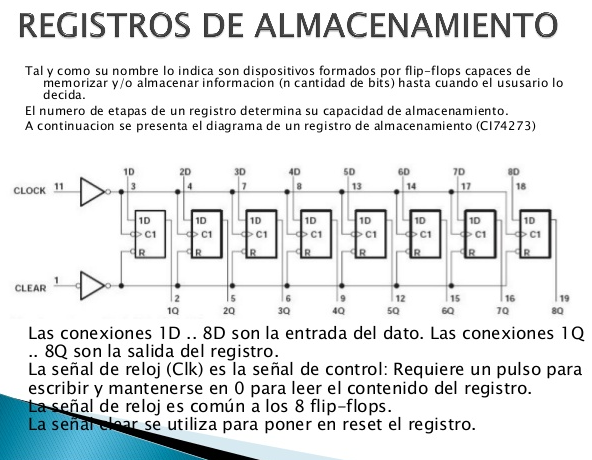 REGISTROS DE ALMACENAMIENTO
Tal y como su nombre lo indica son dispositivos formados por flip-flops capaces de
memorizar y/o almacenar informacion (n cantidad de bits) hasta cuando el ususario lo
decida.
El numero de etapas de un registro determina su capacidad de almacenamiento.
A continuacion se presenta el diagrama de un registro de almacenamiento (CI74273)
1D 2D 3D 4D 5D 6D 7D 8D
CLOCK 11 3 4 7 8 13 14 17 18
1D 1D 1D 1D 1D 1D 1D 1D
C1 C1 C1 C1 C1 C1 C1 C1
R R R R R R R R
CLEAR 1
2 5 6 9 12 15 16 19
1Q 2Q 3Q 4Q 5Q 6Q 7Q 8Q
Las conexiones 1D .. 8D son la entrada del dato. Las conexiones 1Q
.. 8Q son la salida del registro.
La señal de reloj (Clk) es la señal de control: Requiere un pulso para
escribir y mantenerse en 0 para leer el contenido del registro.
La señal de reloj es común a los 8 flip-flops.
La señal clear se utiliza para poner en reset el registro.